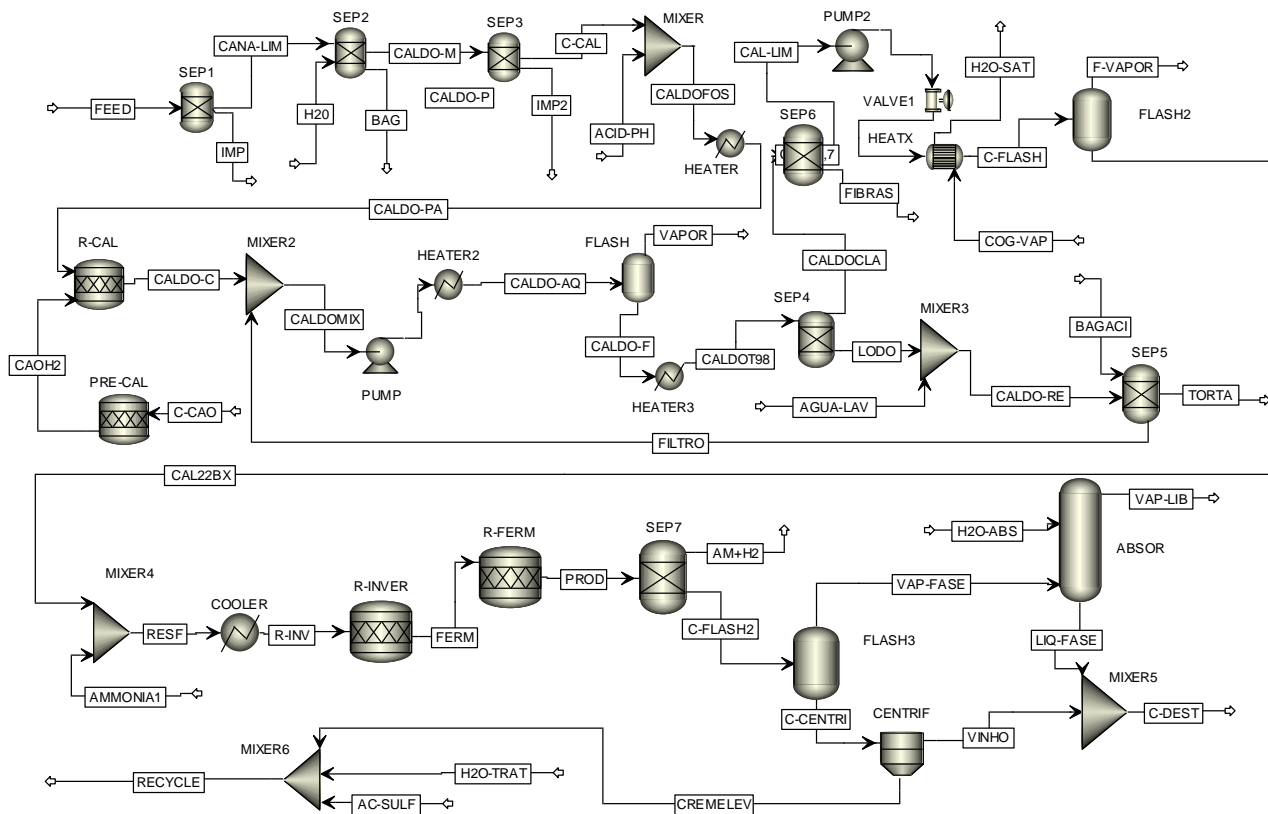 SEP1
FEED
CANA-LIM
IMP
SEP2
H20
BAG
CALDO-M
CALDO-P
SEP3
C-CAL
IMP2
MIXER
ACID-PH
CALDOFOS
HEATER
CALDO-PA
CAL-LIM
SEP6
,7
FIBRAS
CALDOCLA
PUMP2
VALVE1
HEATX
H2O-SAT
C-FLASH
COG-VAP
F-VAPOR
FLASH2
R-CAL
CALDO-C
CAOH2
PRE-CAL
C-CAO
MIXER2
CALDOMIX
PUMP
HEATER2
CALDO-AQ
FLASH
VAPOR
CALDO-F
HEATER3
CALDOT98
SEP4
LODO
AGUA-LAV
MIXER3
CALDO-RE
BAGACI
SEP5
TORTA
FILTRO
CAL22BX
MIXER4
AMMONIA1
RESF
COOLER
R-INV
R-INVER
FERM
R-FERM
PROD
SEP7
AM+H2
C-FLASH2
FLASH3
VAP-FASE
C-CENTRI
CENTRIF
VINHO
H2O-ABS
ABSOR
VAP-LIB
LIQ-FASE
MIXER5
C-DEST
CREMELEV
MIXER6
H2O-TRAT
AC-SULF
RECYCLE